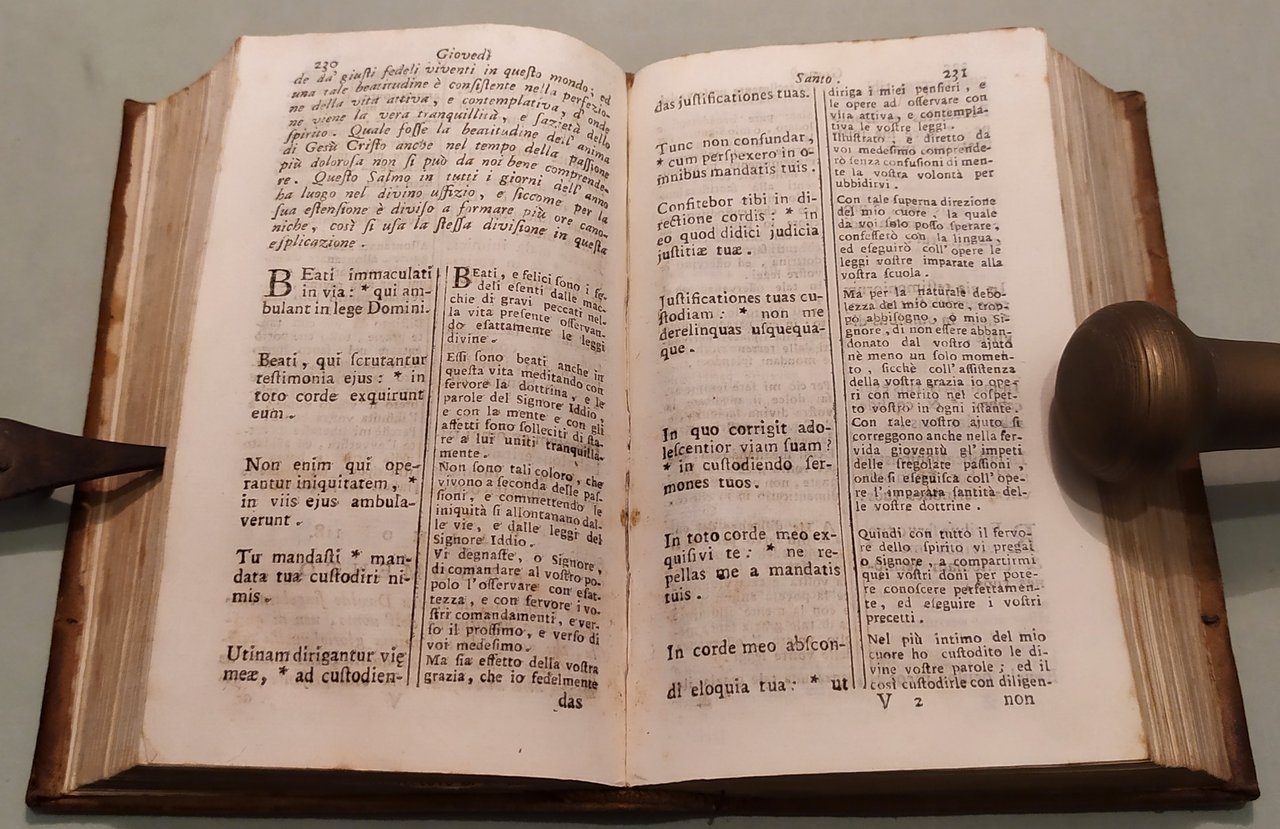 230
Giovedì
de da' giusti fedeli viventi in questo mondo; ed
una tale beatitudine è consistente nella perfezio-
ne della vita attiva, e contemplativa, d'onde
ne viene la vera tranquillità, e sazietà dello
spirito. Quale fosse la beatitudine dell'anima
di Gesù Cristo anche nel tempo della passione
più dolorosa non si può da noi bene comprende-
re. Questo Salmo in tutti i giorni dell'anno
ha luogo nel divino uffizio, e siccome per la
sua estensione è diviso a formare più ore cano-
niche, così si usa la stessa divisione in questa
esplicazione.
BEati immaculati
in via: * qui am-
bulant in lege Domini.
Beati, qui scrutantur
testimonia ejus: * in
toto corde exquirunt
eum.
Non enim qui ope-
rantur iniquitatem, *
in viis ejus ambula-
verunt.
Tu mandasti * man-
data tua custodiri ni-
mis.
Utinam dirigantur vię
meæ, * ad custodien-
BEati, e felici sono i fe-
deli esenti dalle mac-
chie di gravi peccati nel-
la vita presente osservan-
do esattamente le leggi
divine.
Essi sono beati anche in
questa vita meditando con
fervore la dottrina, e le
parole del Signore Iddio,
e con la mente e con gli
affetti sono solleciti di sta-
re a lui uniti tranquilla-
mente.
Non sono tali coloro, che
vivono a seconda delle pas-
sioni, e commettendo le
iniquità si allontanano dal-
le vie, e dalle leggi del
Signore Iddio.
Vi degnaste, o Signore,
di comandare al vostro po-
polo l'osservare con esat-
tezza, e con fervore i vo-
stri comandamenti, e ver-
so il prossimo, e verso di
voi medesimo.
Ma sia effetto della vostra
grazia, che io fedelmente
das
Santo.
231
das justificationes tuas.
Tunc non confundar,
* cum perspexero in o-
mnibus mandatis tuis.
Confitebor tibi in di-
rectione cordis: * in
eo quod didici judicia
justitiæ tuæ.
Justificationes tuas cu-
stodiam: * non me
derelinquas usquequa-
que.
In quo corrigit ado-
lescentior viam suam?
* in custodiendo ser-
mones tuos.
In toto corde meo ex-
quisivi te: * ne re-
pellas me a mandatis
tuis.
In corde meo abscon-
di eloquia tua: * ut
diriga i miei pensieri, e
le opere ad osservare con
vita attiva, e contempla-
tiva le vostre leggi.
Illustrato, e diretto da
voi medesimo comprende-
rò senza confusioni di men-
te la vostra volontà per
ubbidirvi.
Con tale superna direzione
del mio cuore, la quale
da voi solo posso sperare,
confesserò con la lingua,
ed eseguirò coll'opere le
leggi vostre imparate alla
vostra scuola.
Ma per la naturale debo-
lezza del mio cuore, trop-
po abbisogno, o mio Si-
gnore, di non essere abban-
donato dal vostro ajuto
nè meno un solo momen-
to, sicchè coll'assistenza
della vostra grazia io ope-
ri con merito nel cospet-
to vostro in ogni istante.
Con tale vostro ajuto si
correggono anche nella fer-
vida gioventù gl'impeti
delle sregolate passioni,
onde si eseguisca coll'ope-
re l'imparata santità del-
le vostre dottrine.
Quindi con tutto il fervo-
re dello spirito vi pregai
o Signore, a compartirmi
quei vostri doni per pote-
re conoscere perfettamen-
te, ed eseguire i vostri
precetti.
Nel più intimo del mio
cuore ho custodito le di-
vine vostre parole; ed il
così custodirle con diligen-
V 2
non